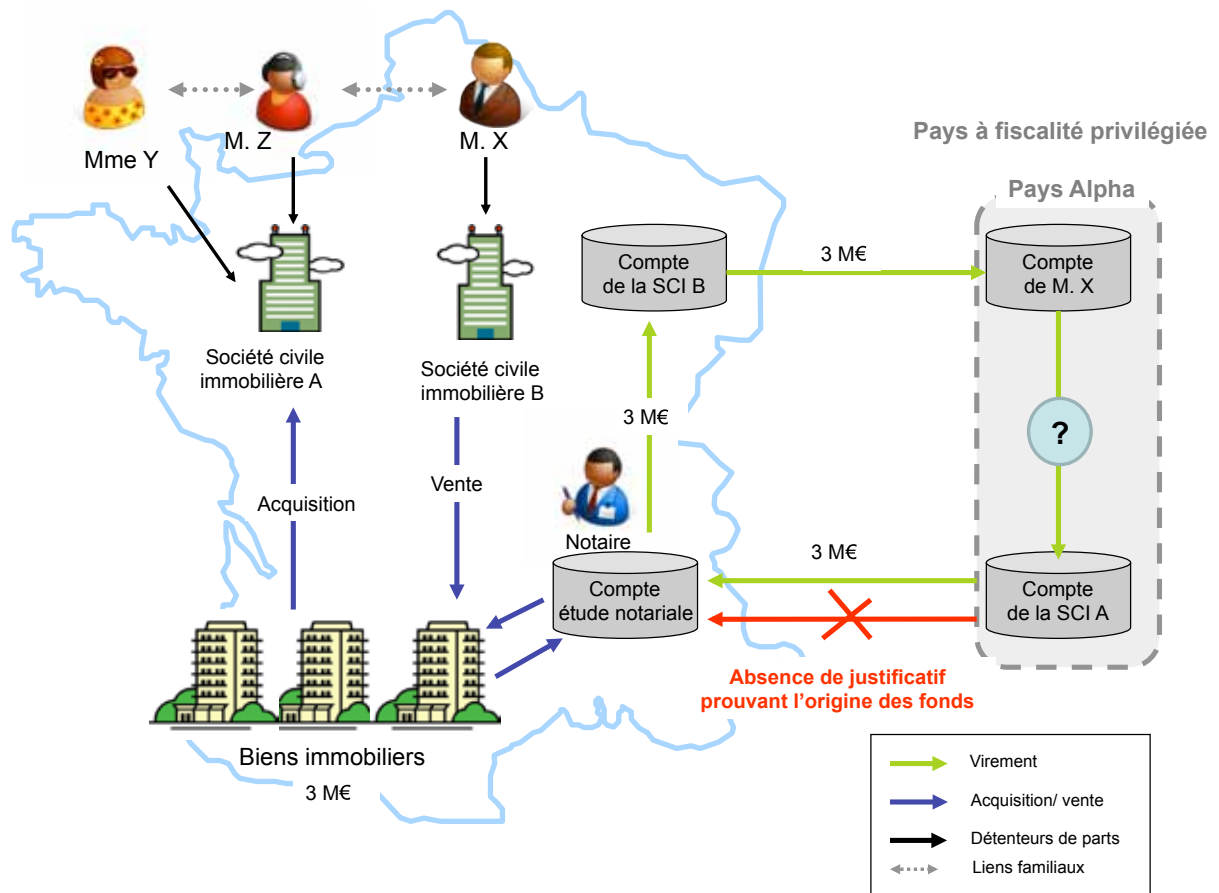 Mme Y
M. Z
M. X
Pays à fiscalité privilégiée
Pays Alpha
Compte
de la SCI B
3 M€
Compte
de M. X
Société civile
immobilière A
Société civile
immobilière B
3 M€
?
Acquisition
Vente
Notaire
Compte
étude notariale
3 M€
Compte
de la SCI A
Absence de justificatif
prouvant l'origine des fonds
Biens immobiliers
3 M€
Virement
Acquisition/ vente
Détenteurs de parts
Liens familiaux